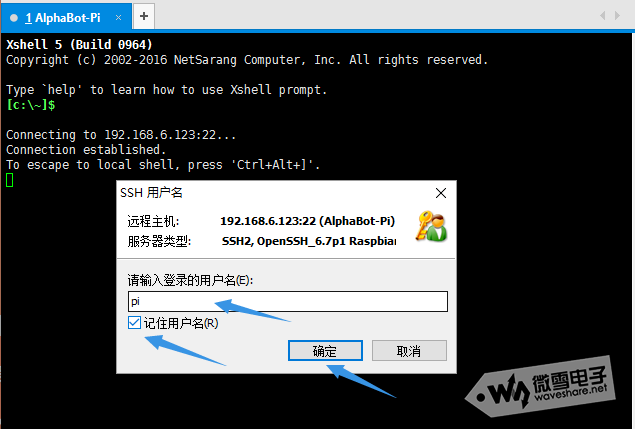 1 AlphaBot-Pi
Xshell 5 (Build 0964)
Copyright (c) 2002-2016 NetSarang Computer, Inc. All rights reserved.
Type `help' to learn how to use Xshell prompt.
[c:\~]$
Connecting to 192.168.6.123:22...
Connection established.
To escape to local shell, press 'Ctrl+Alt+]'.
SSH 用户名
远程主机: 192.168.6.123:22 (AlphaBot-Pi)
服务器类型: SSH2, OpenSSH_6.7p1 Raspbian
请输入登录的用户名(E):
pi
记住用户名(R)
确定 取消
微雪电子
waveshare.net